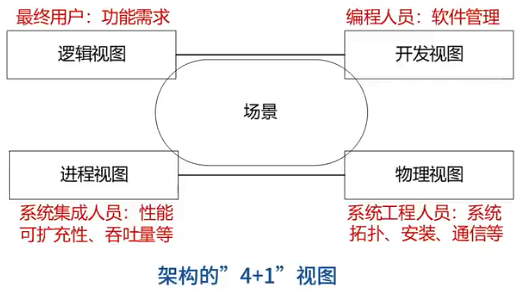 最终用户：功能需求
编程人员：软件管理
逻辑视图
开发视图
场景
进程视图
物理视图
系统集成人员：性能
可扩充性、吞吐量等
系统工程人员：系统
拓扑、安装、通信等
架构的”4+1”视图